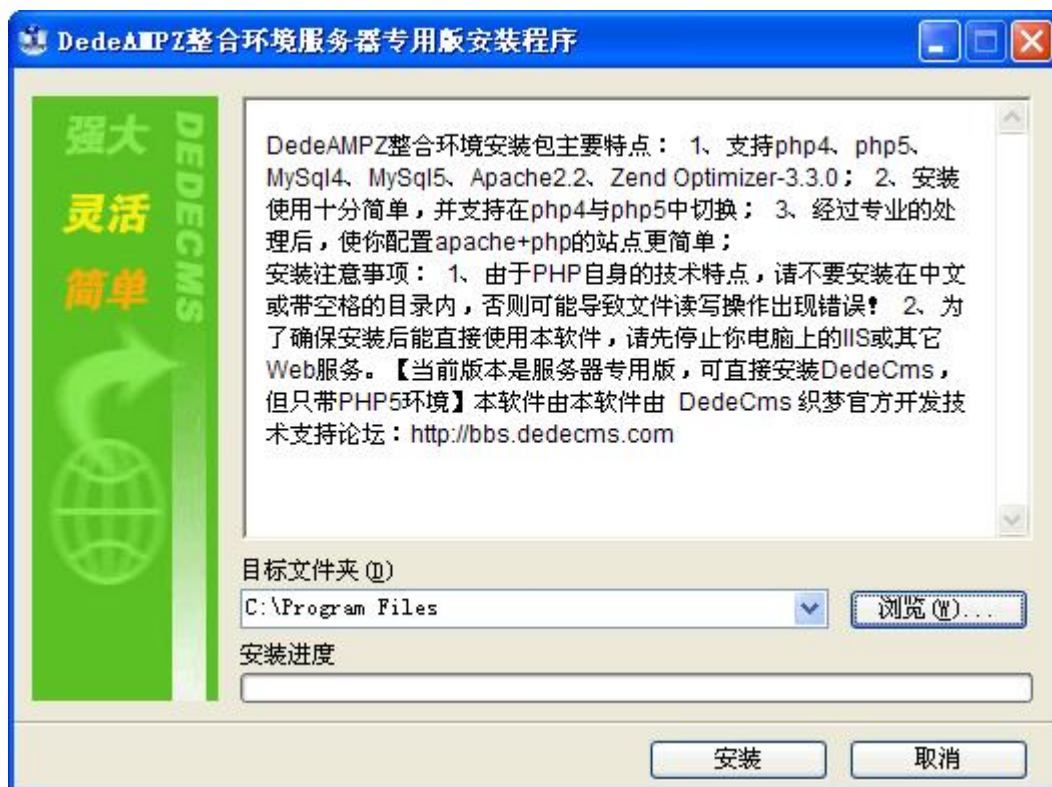 DedeAMPZ整合环境服务器专用版安装程序
强大
灵活
简单
DEDECMS
DedeAMPZ整合环境安装包主要特点： 1、支持php4、php5、
MySql4、MySql5、Apache2.2、Zend Optimizer-3.3.0； 2、安装
使用十分简单，并支持在php4与php5中切换； 3、经过专业的处
理后，使你配置apache+php的站点更简单；
安装注意事项： 1、由于PHP自身的技术特点，请不要安装在中文
或带空格的目录内，否则可能导致文件读写操作出现错误！ 2、为
了确保安装后能直接使用本软件，请先停止你电脑上的IIS或其它
Web服务。【当前版本是服务器专用版，可直接安装DedeCms，
但只带PHP5环境】本软件由本软件由 DedeCms 织梦官方开发技
术支持论坛：http://bbs.dedecms.com
目标文件夹(D)
C:\Program Files
浏览(W)...
安装进度
安装
取消